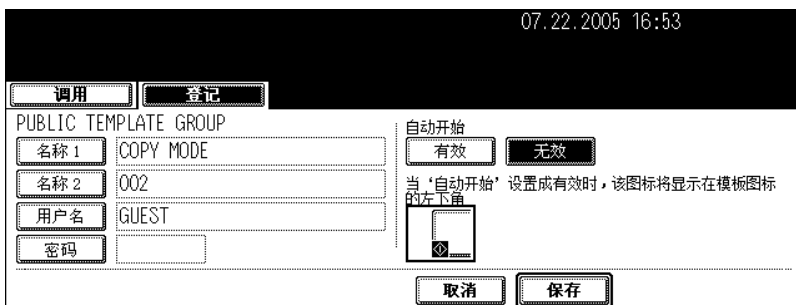 07.22.2005 16:53
调用
登记
PUBLIC TEMPLATE GROUP
名称 1
COPY MODE
名称 2
002
用户名
GUEST
密码
自动开始
有效
无效
当‘自动开始’设置成有效时，该图标将显示在模板图标
的左下角
取消
保存